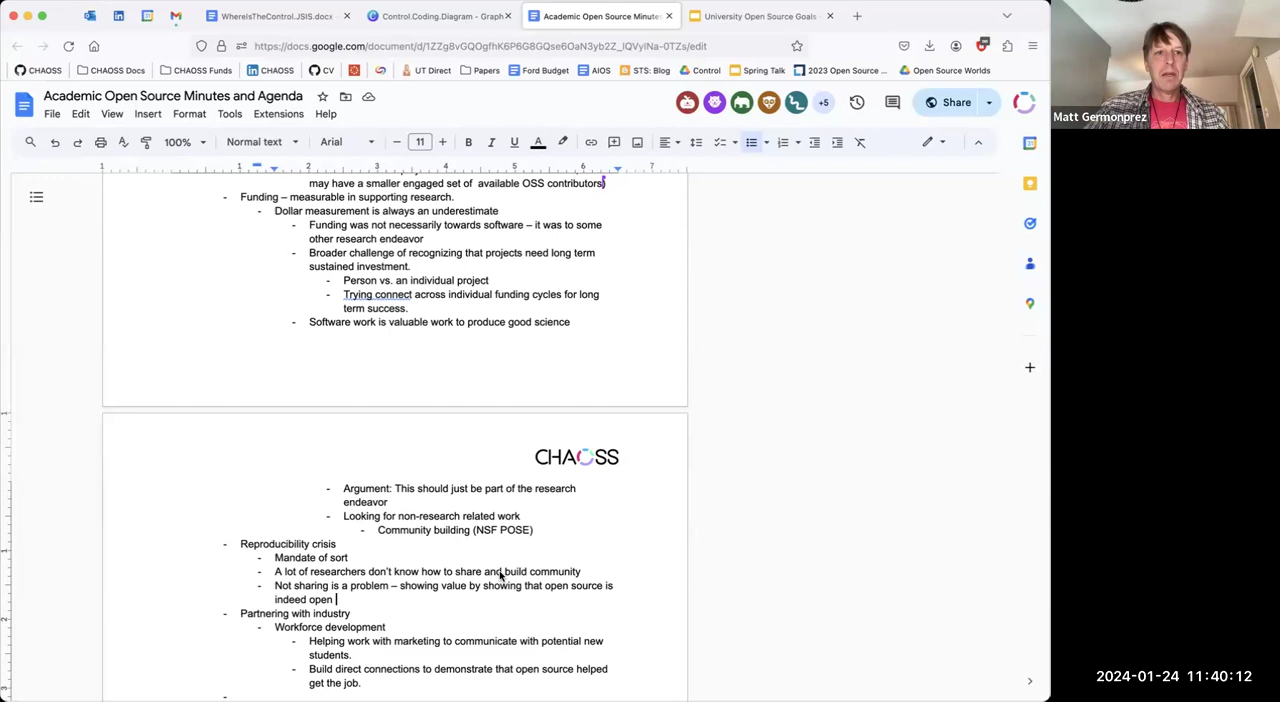 WhereIsTheControl.JSIS.docx
Control.Coding.Diagram - Graph
Academic Open Source Minute
University Open Source Goals -
https://docs.google.com/document/d/1ZZg8vGQOgfhK6P6G8GQse6OaN3yb2Z_lQVyINa-0TZs/edit
CHAOSS
CHAOSS Docs
CHAOSS Funds
CHAOSS
CV
UT Direct
Papers
Ford Budget
AIOS
STS: Blog
Control
Spring Talk
2023 Open Source ...
Open Source Worlds
Academic Open Source Minutes and Agenda
File Edit View Insert Format Tools Extensions Help
+5
Share
100%
Normal text
Arial
11
B I U A
1 1 2 3 4 5 6 7
may have a smaller engaged set of available OSS contributors)
- Funding – measurable in supporting research.
- Dollar measurement is always an underestimate
- Funding was not necessarily towards software – it was to some
other research endeavor
- Broader challenge of recognizing that projects need long term
sustained investment.
- Person vs. an individual project
- Trying connect across individual funding cycles for long
term success.
- Software work is valuable work to produce good science
CHAOSS
- Argument: This should just be part of the research
endeavor
- Looking for non-research related work
- Community building (NSF POSE)
- Reproducibility crisis
- Mandate of sort
- A lot of researchers don't know how to share and build community
- Not sharing is a problem – showing value by showing that open source is
indeed open
- Partnering with industry
- Workforce development
- Helping work with marketing to communicate with potential new
students.
- Build direct connections to demonstrate that open source helped
get the job.
-
Matt Germonprez
2024-01-24 11:40:12